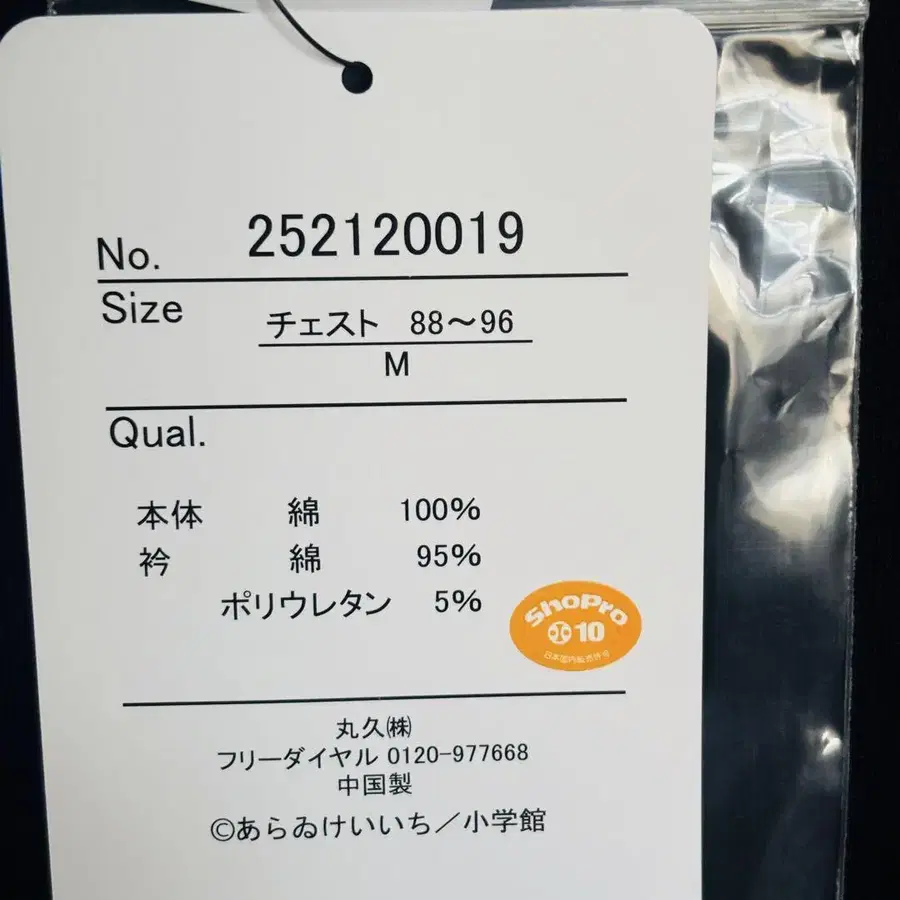 No. 252120019
Size
チェスト 88～96
M
Qual.
本体 綿 100%
衿 綿 95%
ポリウレタン 5%
ShoPro
10
日本国内販売許可
丸久㈱
フリーダイヤル 0120-977668
中国製
©あらゐけいいち／小学館